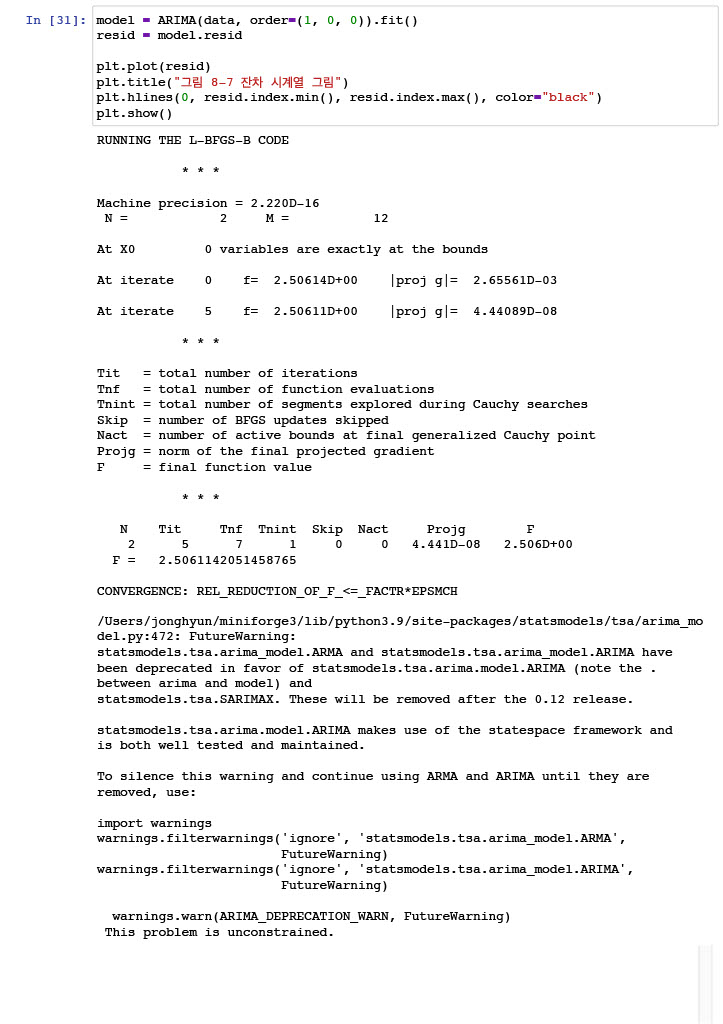 In [31]: model = ARIMA(data, order=(1, 0, 0)).fit()
resid = model.resid
plt.plot(resid)
plt.title("그림 8-7 잔차 시계열 그림")
plt.hlines(0, resid.index.min(), resid.index.max(), color="black")
plt.show()
RUNNING THE L-BFGS-B CODE
* * *
Machine precision = 2.220D-16
N = 2 M = 12
At X0 0 variables are exactly at the bounds
At iterate 0 f= 2.50614D+00 |proj g|= 2.65561D-03
At iterate 5 f= 2.50611D+00 |proj g|= 4.44089D-08
* * *
Tit = total number of iterations
Tnf = total number of function evaluations
Tnint = total number of segments explored during Cauchy searches
Skip = number of BFGS updates skipped
Nact = number of active bounds at final generalized Cauchy point
Projg = norm of the final projected gradient
F = final function value
* * *
N Tit Tnf Tnint Skip Nact Projg F
2 5 7 1 0 0 4.441D-08 2.506D+00
F = 2.5061142051458765
CONVERGENCE: REL_REDUCTION_OF_F_<=_FACTR*EPSMCH
/Users/jonghyun/miniforge3/lib/python3.9/site-packages/statsmodels/tsa/arima_mo
del.py:472: FutureWarning:
statsmodels.tsa.arima_model.ARMA and statsmodels.tsa.arima_model.ARIMA have
been deprecated in favor of statsmodels.tsa.arima.model.ARIMA (note the .
between arima and model) and
statsmodels.tsa.SARIMAX. These will be removed after the 0.12 release.
statsmodels.tsa.arima.model.ARIMA makes use of the statespace framework and
is both well tested and maintained.
To silence this warning and continue using ARMA and ARIMA until they are
removed, use:
import warnings
warnings.filterwarnings('ignore', 'statsmodels.tsa.arima_model.ARMA',
FutureWarning)
warnings.filterwarnings('ignore', 'statsmodels.tsa.arima_model.ARIMA',
FutureWarning)
warnings.warn(ARIMA_DEPRECATION_WARN, FutureWarning)
This problem is unconstrained.